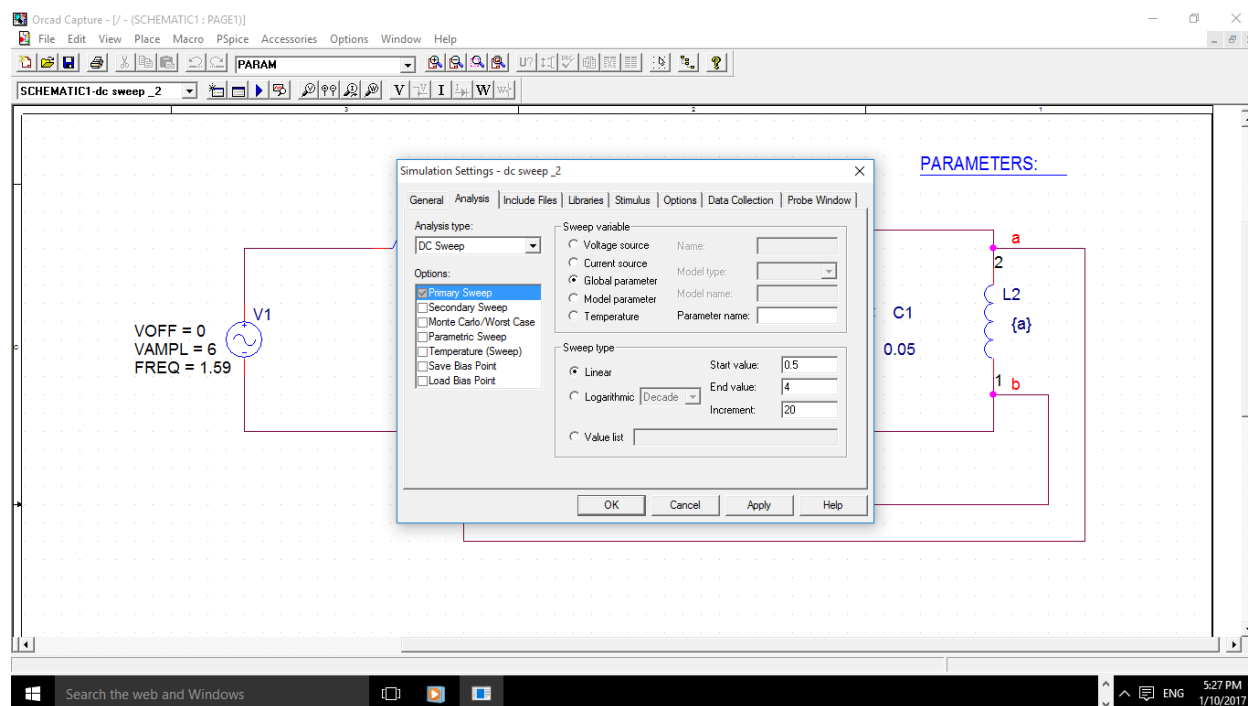 Orcad Capture - [/ - (SCHEMATIC1 : PAGE1)]
File Edit View Place Macro PSpice Accessories Options Window Help
PARAM
U?
SCHEMATIC1-dc sweep _2
V I W
3 2 1
PARAMETERS:
Simulation Settings - dc sweep _2
General Analysis Include Files Libraries Stimulus Options Data Collection Probe Window
Analysis type:
DC Sweep
Options:
Primary Sweep
Secondary Sweep
Monte Carlo/Worst Case
Parametric Sweep
Temperature (Sweep)
Save Bias Point
Load Bias Point
Sweep variable
Voltage source Name:
Current source
Model type:
Global parameter
Model name:
Model parameter
Temperature Parameter name:
Sweep type
Linear
Start value: 0.5
End value: 4
Logarithmic Decade
Increment: 20
Value list
OK Cancel Apply Help
V1
VOFF = 0
VAMPL = 6
FREQ = 1.59
C1
0.05
a
2
L2
{a}
1 b
Search the web and Windows
ENG
5:27 PM
1/10/2017